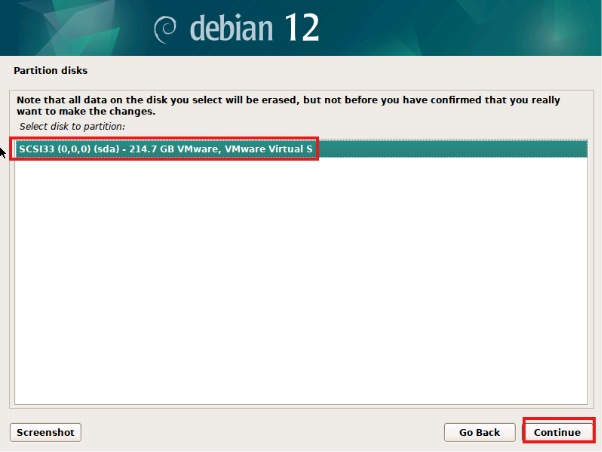 debian 12
Partition disks
Note that all data on the disk you select will be erased, but not before you have confirmed that you really
want to make the changes.
Select disk to partition:
SCSI33 (0,0,0) (sda) - 214.7 GB VMware, VMware Virtual S
Screenshot
Go Back
Continue